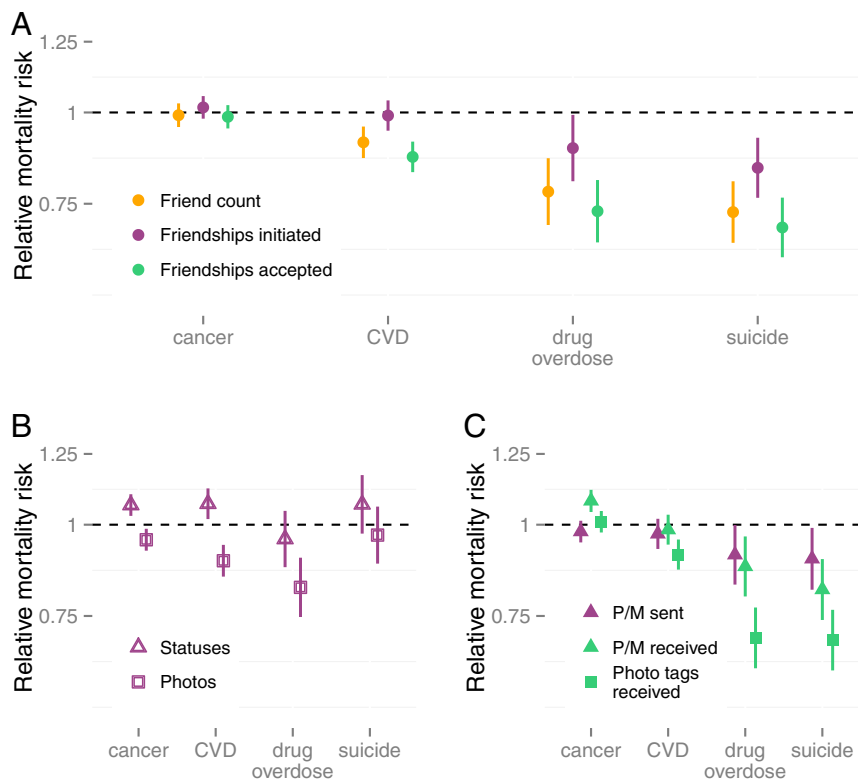 A
Relative mortality risk
1.25
1
0.75
Friend count
Friendships initiated
Friendships accepted
cancer
CVD
drug
overdose
suicide
B
Relative mortality risk
1.25
1
0.75
Statuses
Photos
cancer
CVD
drug
overdose
suicide
C
Relative mortality risk
1.25
1
0.75
P/M sent
P/M received
Photo tags
received
cancer
CVD
drug
overdose
suicide